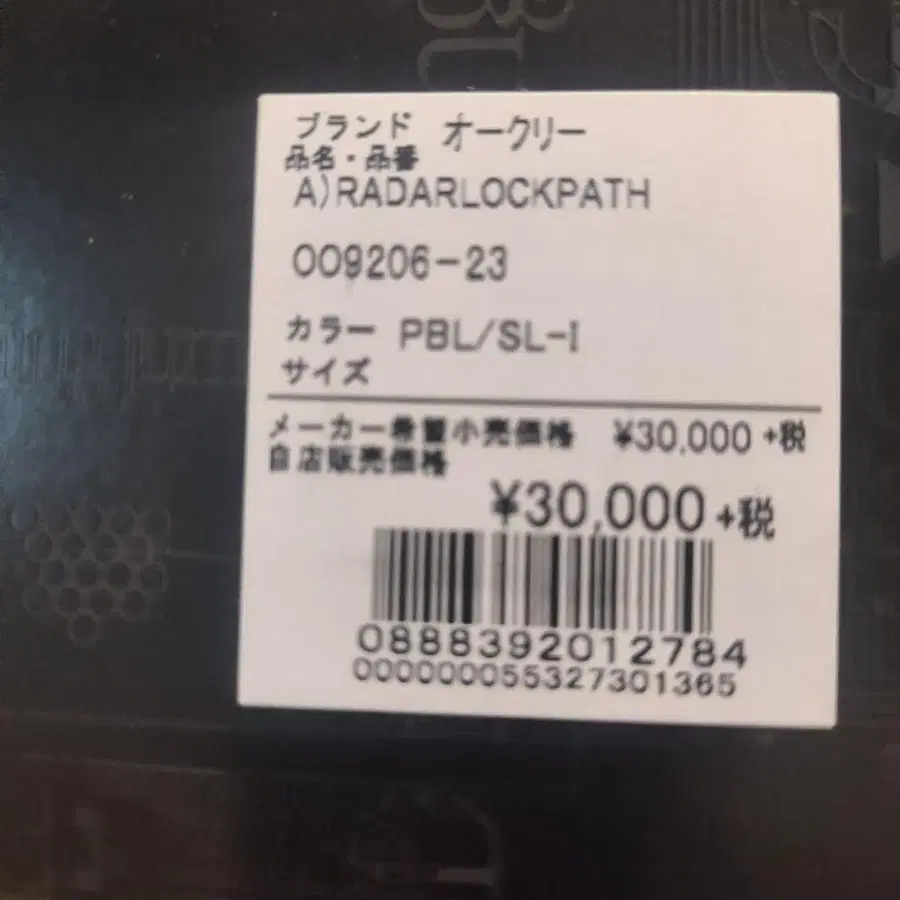 ブランド オークリー
品名・品番
A)RADARLOCKPATH
OO9206-23
カラー PBL/SL-I
サイズ
メーカー希望小売価格 ¥30,000 +税
自店販売価格
¥30,000 +税
0888392012784
000000055327301365